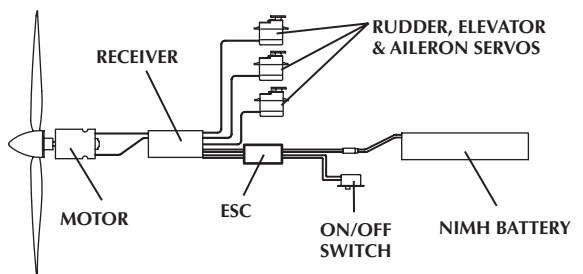 RUDDER, ELEVATOR
& AILERON SERVOS
RECEIVER
MOTOR
ESC
ON/OFF
SWITCH
NIMH BATTERY